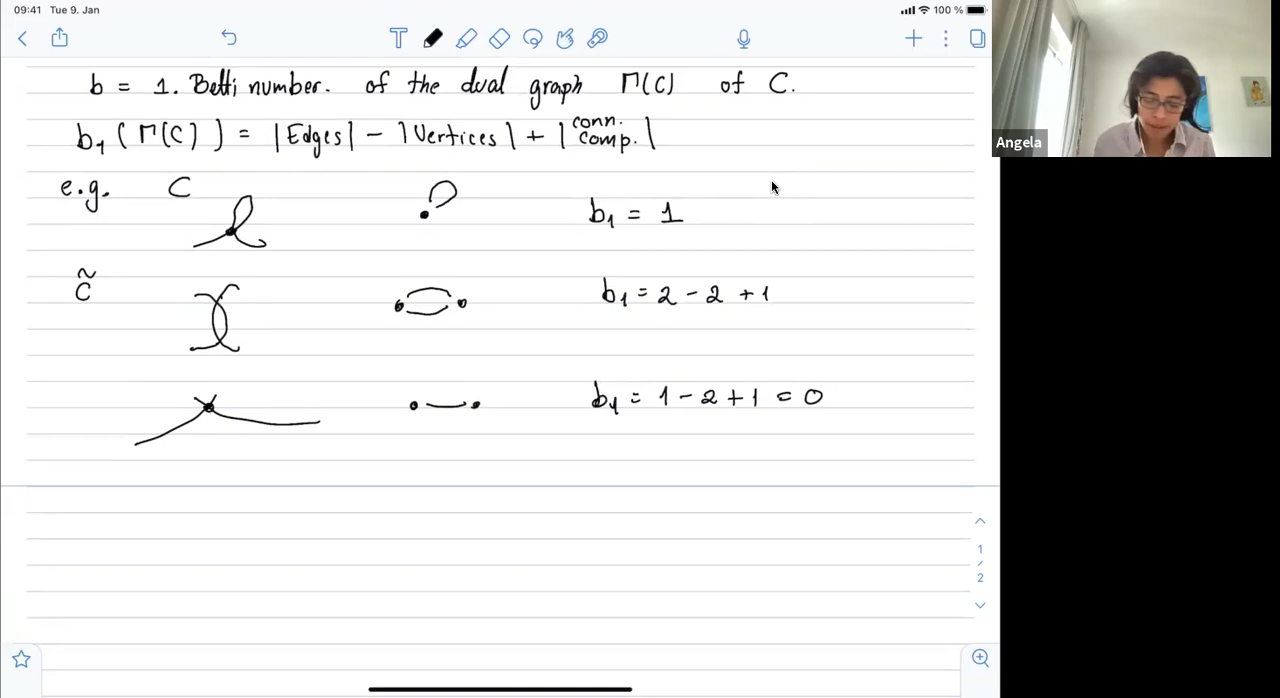 09:41 Tue 9. Jan
100 %
b = 1. Betti number. of the dual graph Γ(C) of C.
b₁ ( Γ(C) ) = |Edges| − |Vertices| + | conn. comp. |
Angela
e.g. C
b₁ = 1
C̃
b₁ = 2 − 2 + 1
b₁ = 1 − 2 + 1 = 0
1
2